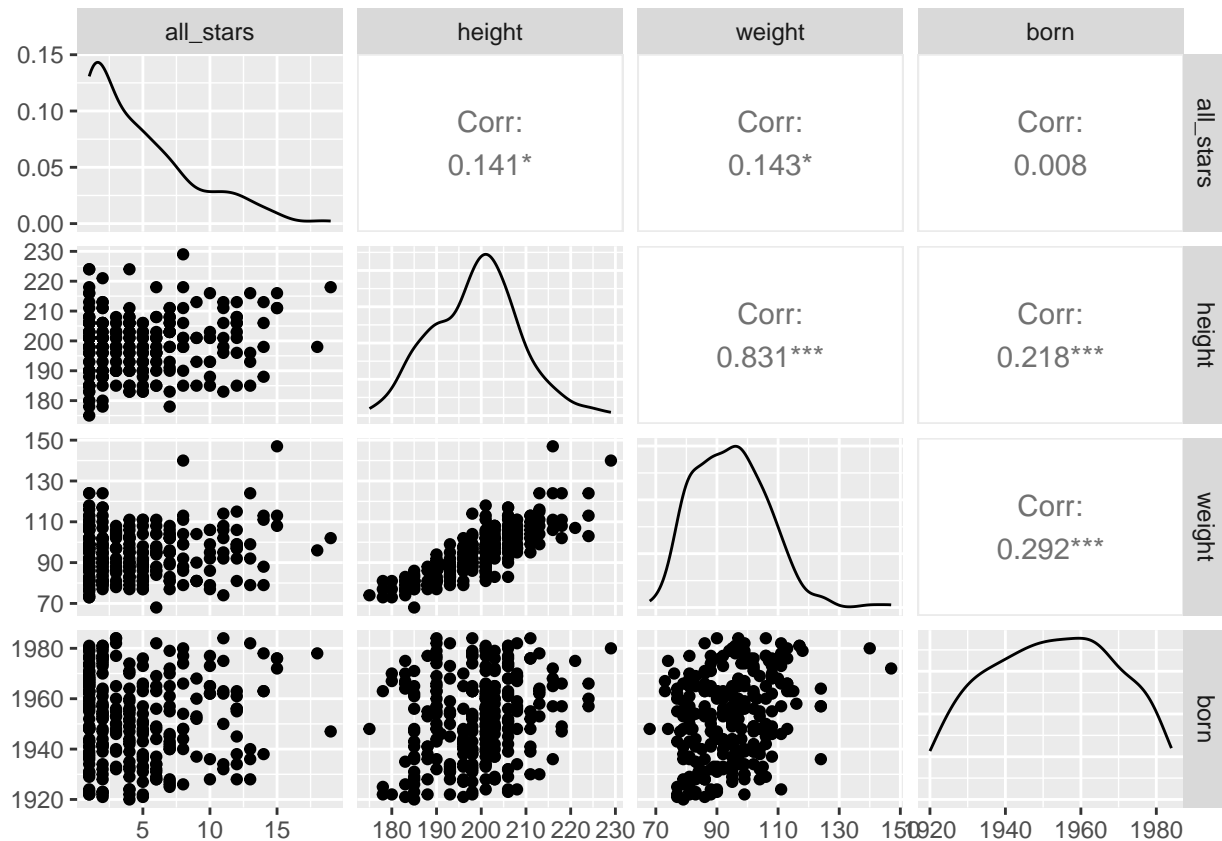 all_stars height weight born
0.15
0.10
0.05
0.00
Corr:
0.141*
Corr:
0.143*
Corr:
0.008
all_stars
230
220
210
200
190
180
Corr:
0.831***
Corr:
0.218***
height
150
130
110
90
70
Corr:
0.292***
weight
1980
1960
1940
1920
born
5 10 15 180 190 200 210 220 230 70 90 110 130 150 1920 1940 1960 1980